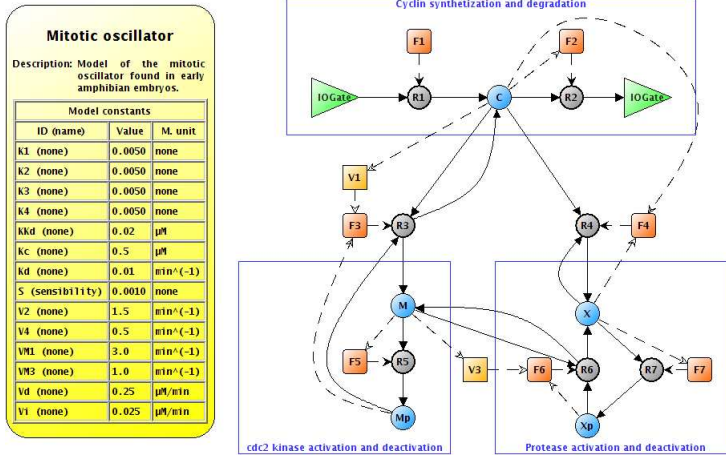 Mitotic oscillator
Description: Model of the mitotic
oscillator found in early
amphibian embryos.
Model constants
ID (name) Value M. unit
K1 (none) 0.0050 none
K2 (none) 0.0050 none
K3 (none) 0.0050 none
K4 (none) 0.0050 none
KKd (none) 0.02 μM
Kc (none) 0.5 μM
Kd (none) 0.01 min^(-1)
S (sensibility) 0.0010 none
V2 (none) 1.5 min^(-1)
V4 (none) 0.5 min^(-1)
VM1 (none) 3.0 min^(-1)
VM3 (none) 1.0 min^(-1)
Vd (none) 0.25 μM/min
Vi (none) 0.025 μM/min
Cyclin synthetization and degradation
F1 F2
IOGate R1 C R2 IOGate
V1
F3 R3 R4 F4
M X
F5 R5 V3 F6 R6 R7 F7
Mp Xp
cdc2 kinase activation and deactivation
Protease activation and deactivation